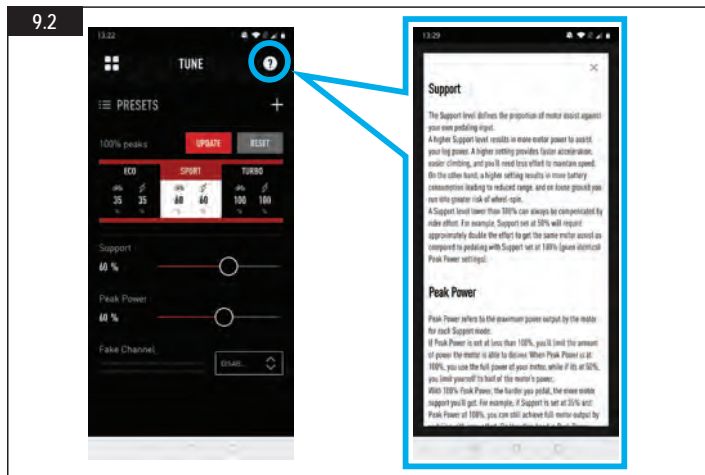 9.2
13:22
TUNE
?
PRESETS
+
100% peaks
UPDATE
RESET
ECO
SPORT
TURBO
35 35
60 60
100 100
% %
% %
% %
Support
60 %
Peak Power
60 %
Fake Channel
DISAB...
13:29
Support
The Support level defines the proportion of motor assist against
your own pedaling input.
A higher Support level results in more motor power to assist
your leg power. A higher setting provides faster acceleration,
easier climbing, and you'll need less effort to maintain speed.
On the other hand, a higher setting results in more battery
consumption leading to reduced range, and on loose ground you
run into greater risk of wheel-spin.
A Support level lower than 100% can always be compensated by
rider effort. For example, Support set at 50% will require
approximately double the effort to get the same motor assist as
compared to pedaling with Support set at 100% (given identical
Peak Power settings).
Peak Power
Peak Power refers to the maximum power output by the motor
for each Support mode.
If Peak Power is set at less than 100%, you'll limit the amount
of power the motor is able to deliver. When Peak Power is at
100%, you use the full power of your motor, while if its at 50%,
you limit yourself to half of the motor's power.
With 100% Peak Power, the harder you pedal, the more motor
support you'll get. For example, if Support is set at 35% and
Peak Power at 100%, you can still achieve full motor output by